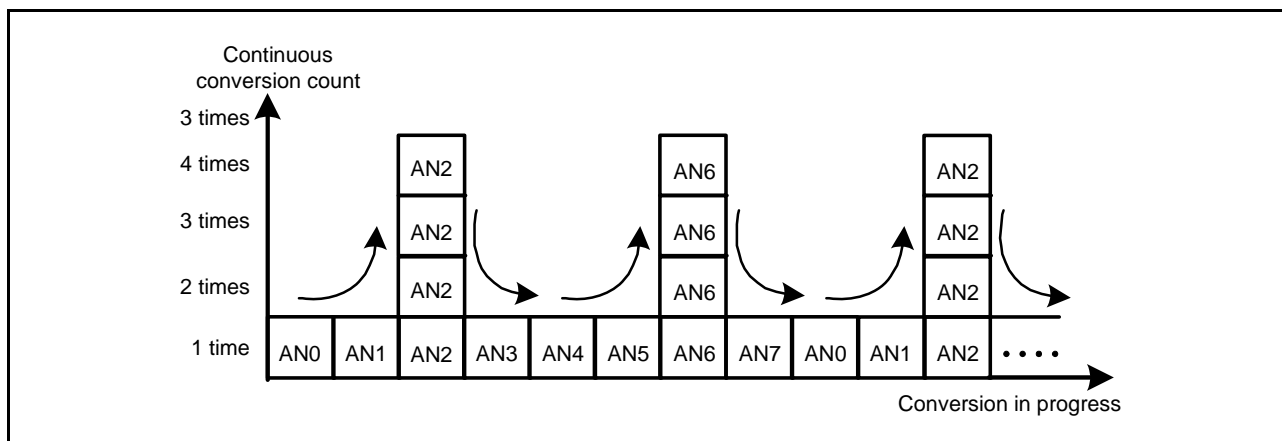 Continuous
conversion count
3 times
4 times AN2 AN6 AN2
3 times AN2 AN6 AN2
2 times AN2 AN6 AN2
1 time AN0 AN1 AN2 AN3 AN4 AN5 AN6 AN7 AN0 AN1 AN2 ....
Conversion in progress